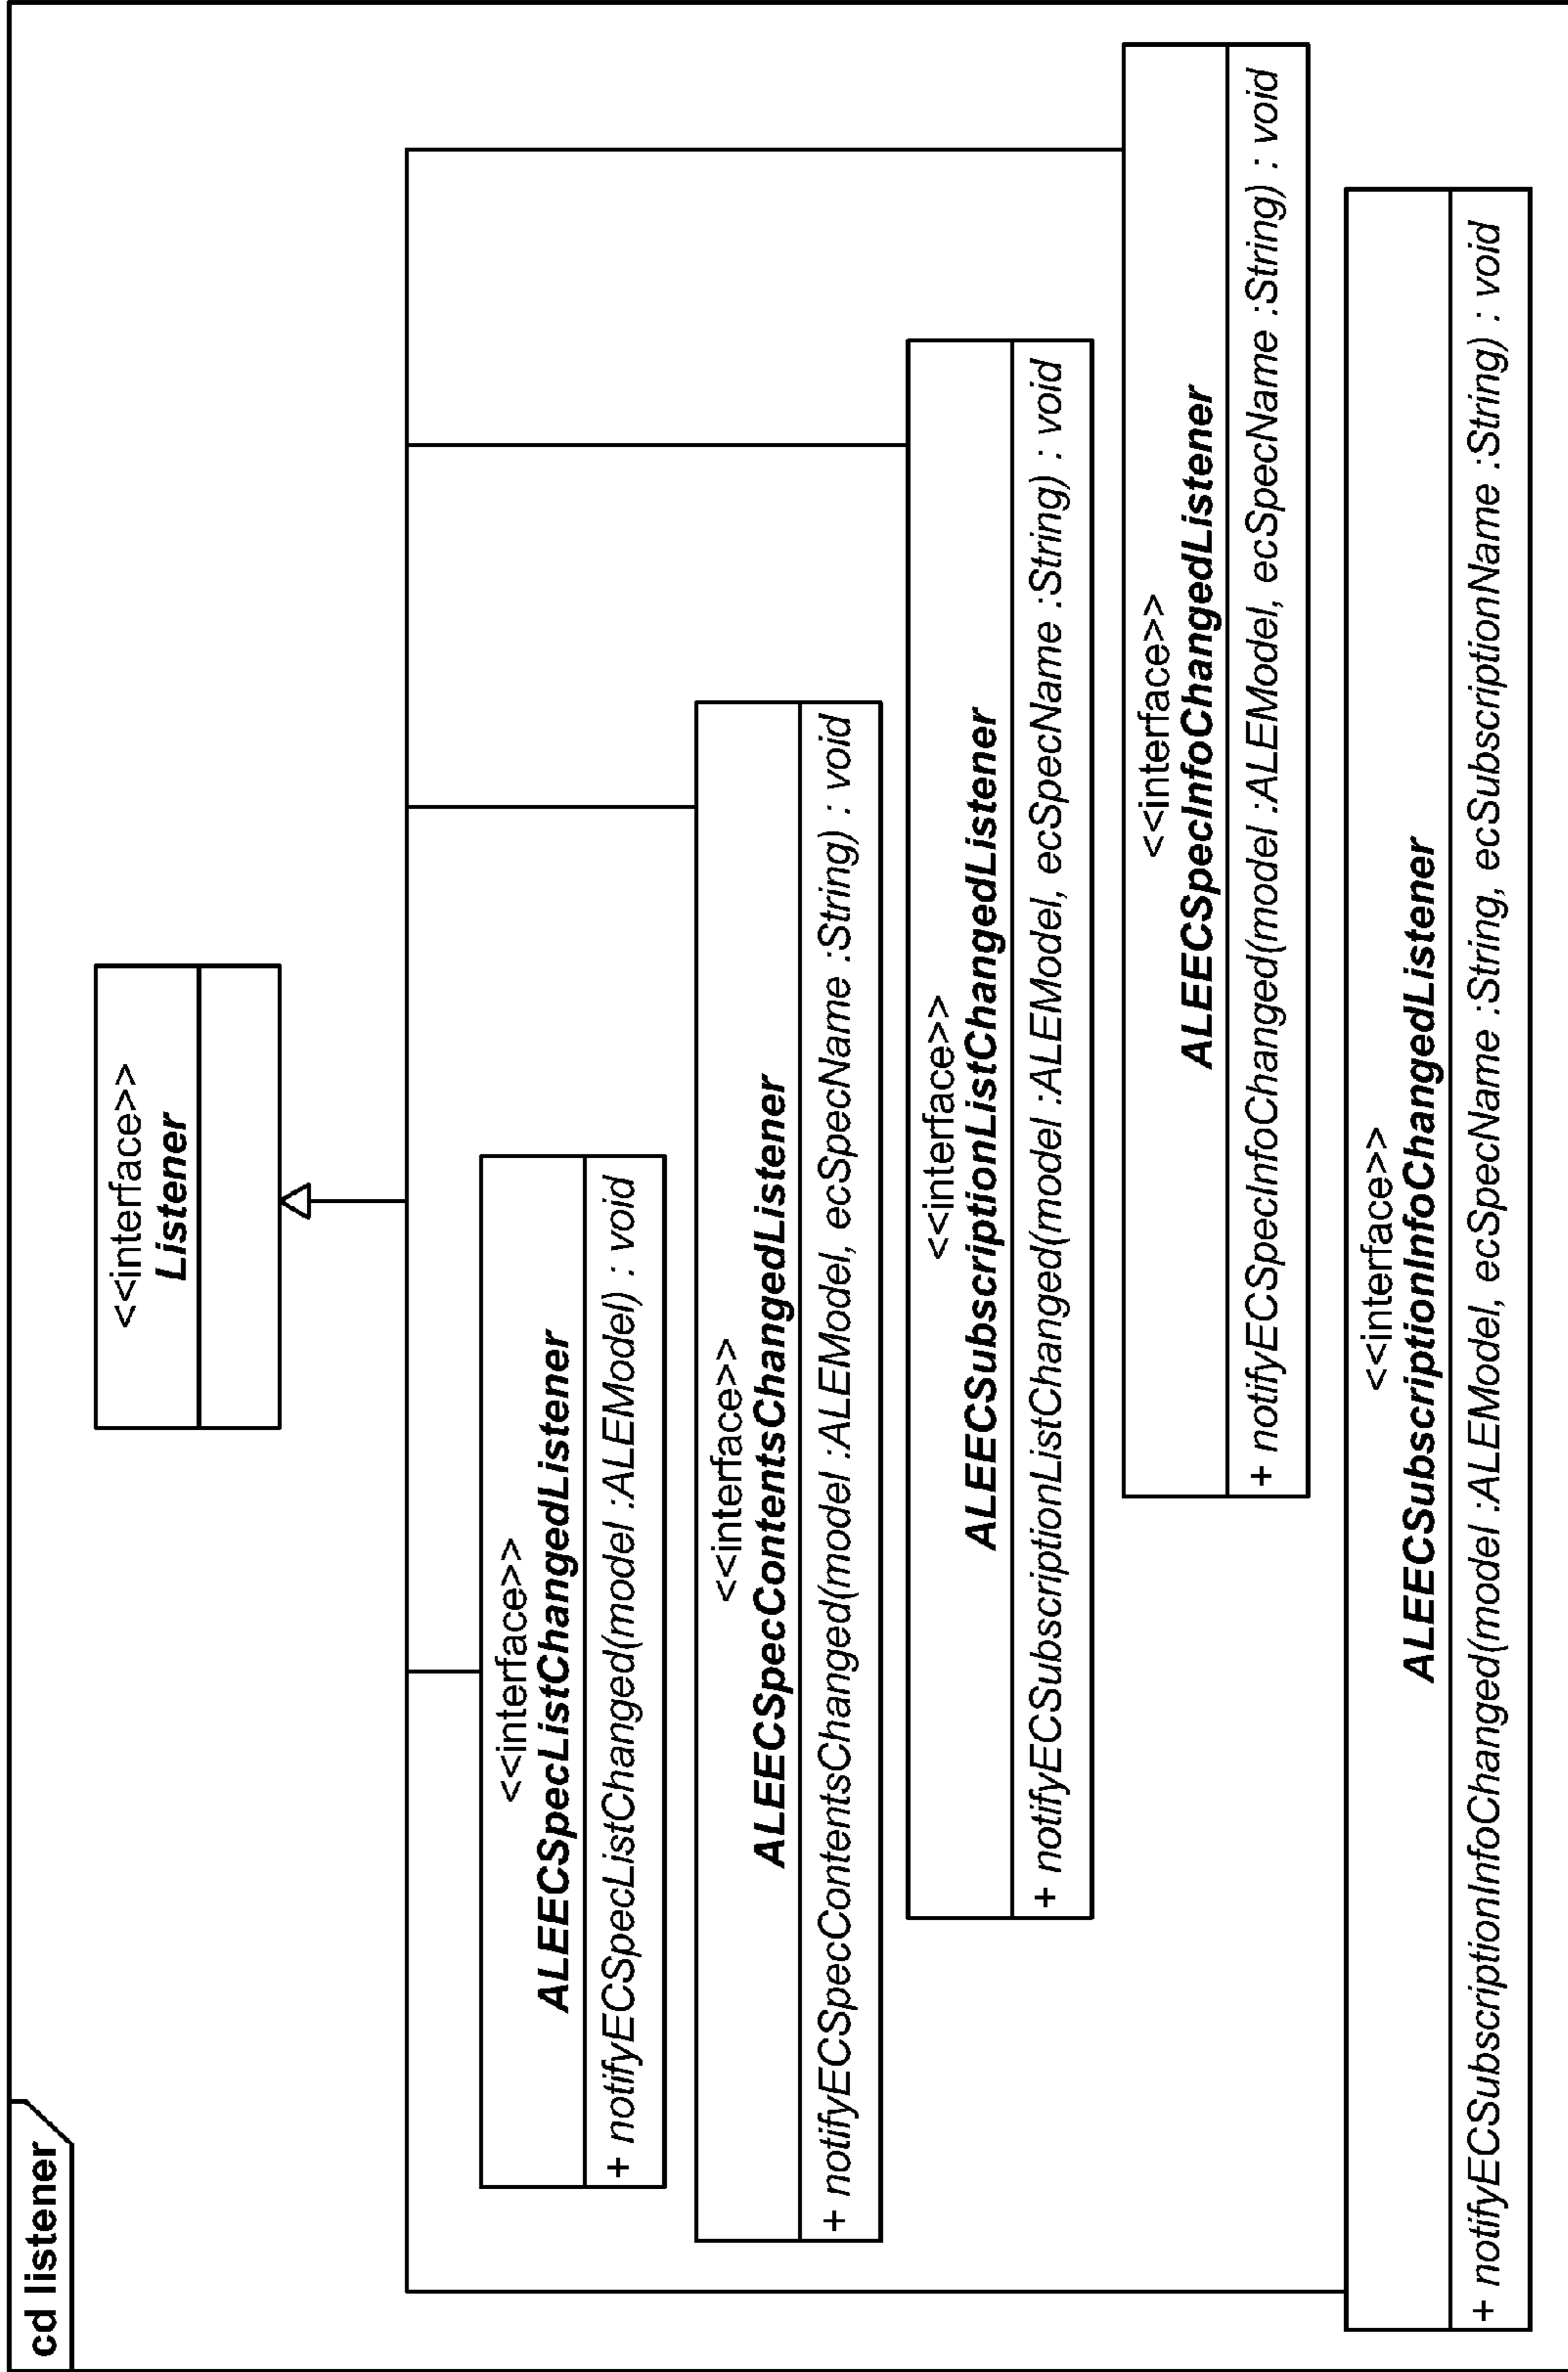 cd listener
<<interface>>
Listener
<<interface>>
ALEECSpecListChangedListener
+ notifyECSpecListChanged(model :ALEModel) : void
<<interface>>
ALEECSpecContentsChangedListener
+ notifyECSpecContentsChanged(model :ALEModel, ecSpecName :String) : void
<<interface>>
ALEECSubscriptionListChangedListener
+ notifyECSubscriptionListChanged(model :ALEModel, ecSpecName :String) : void
<<interface>>
ALEECSpecInfoChangedListener
+ notifyECSpecInfoChanged(model :ALEModel, ecSpecName :String) : void
<<interface>>
ALEECSubscriptionInfoChangedListener
+ notifyECSubscriptionInfoChanged(model :ALEModel, ecSpecName :String, ecSubscriptionName :String) : void